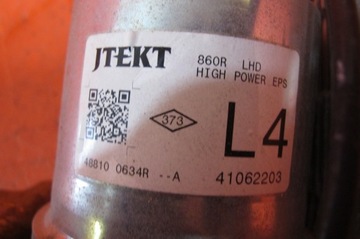 JTEKT
860R LHD
HIGH POWER EPS
373
L4
48810 0634R --A
41062203